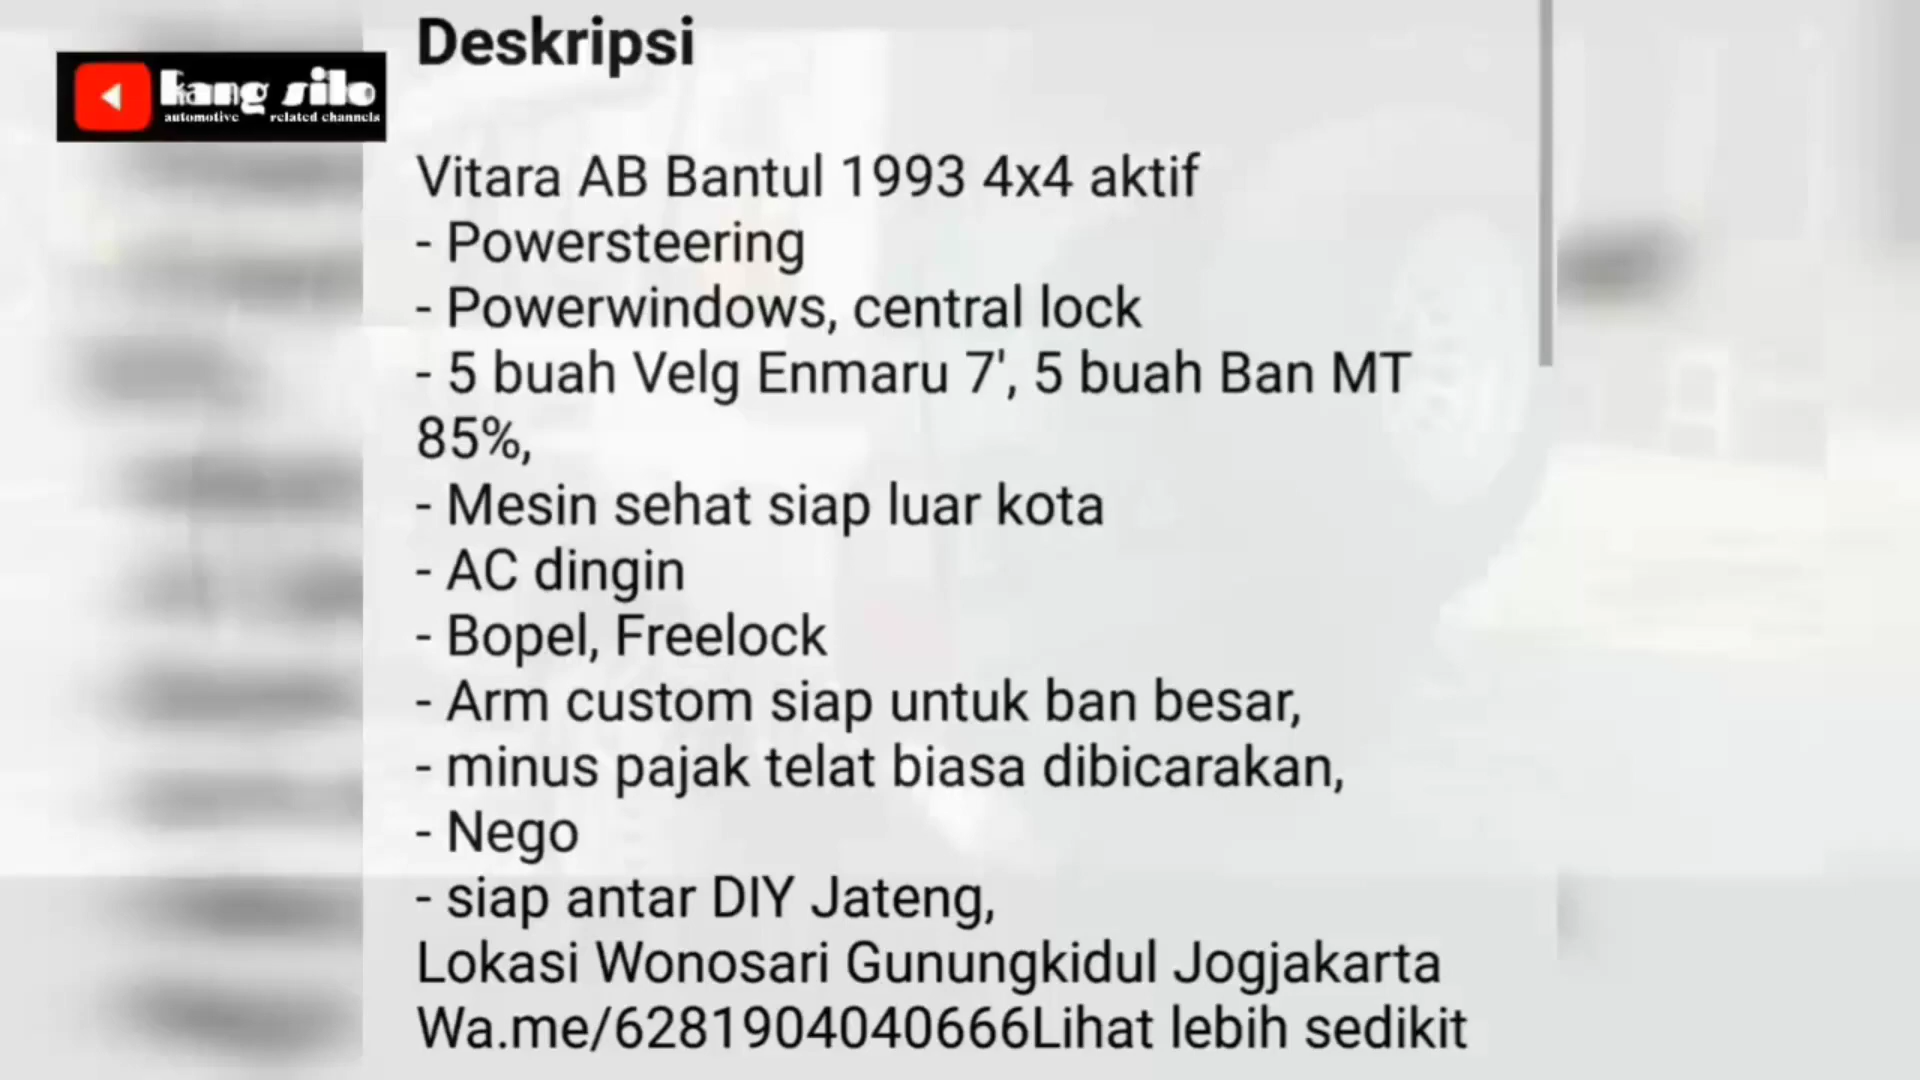 Deskripsi
kang silo
automotive related channels
Vitara AB Bantul 1993 4x4 aktif
- Powersteering
- Powerwindows, central lock
- 5 buah Velg Enmaru 7', 5 buah Ban MT
85%,
- Mesin sehat siap luar kota
- AC dingin
- Bopel, Freelock
- Arm custom siap untuk ban besar,
- minus pajak telat biasa dibicarakan,
- Nego
- siap antar DIY Jateng,
Lokasi Wonosari Gunungkidul Jogjakarta
Wa.me/6281904040666Lihat lebih sedikit